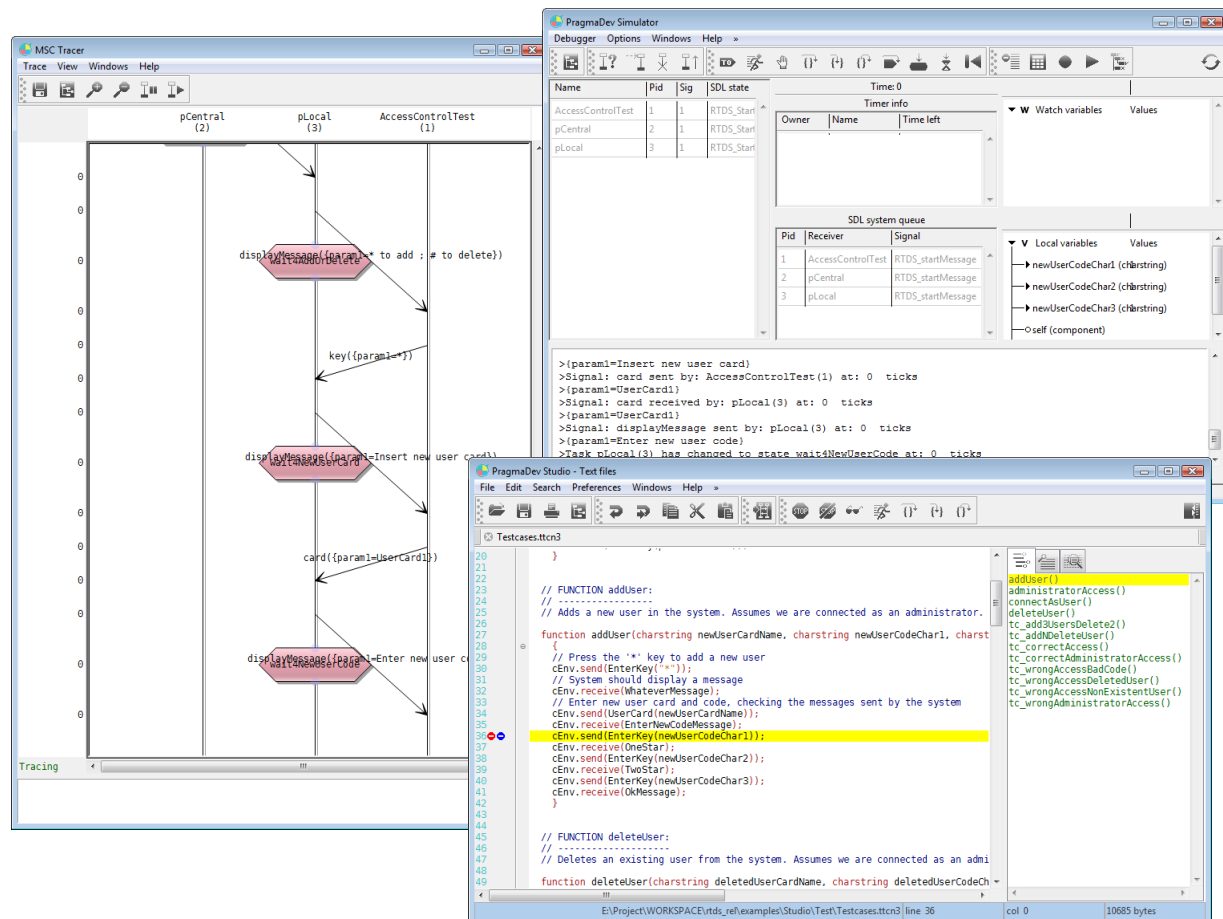 MSC Tracer
Trace View Windows Help
pCentral pLocal AccessControlTest
(2) (3) (1)
0
0
displayMessage({param1=* to add ; # to delete})
wait4AddOrDelete
0
0
0
key({param1=*})
0
0
displayMessage({param1=Insert new user card})
wait4NewUserCard
0
0
0
card({param1=UserCard1})
0
0
displayMessage({param1=Enter new user co
wait4NewUserCode
0
0
Tracing
PragmaDev Simulator
Debugger Options Windows Help »
Name Pid Sig SDL state
AccessControlTest 1 1 RTDS_Start
pCentral 2 1 RTDS_Start
pLocal 3 1 RTDS_Start
Time: 0
Timer info
Owner Name Time left
SDL system queue
Pid Receiver Signal
1 AccessControlTest RTDS_startMessage
2 pCentral RTDS_startMessage
3 pLocal RTDS_startMessage
W Watch variables Values
V Local variables Values
newUserCodeChar1 (charstring)
newUserCodeChar2 (charstring)
newUserCodeChar3 (charstring)
self (component)
>{param1=Insert new user card}
>Signal: card sent by: AccessControlTest(1) at: 0 ticks
>{param1=UserCard1}
>Signal: card received by: pLocal(3) at: 0 ticks
>{param1=UserCard1}
>Signal: displayMessage sent by: pLocal(3) at: 0 ticks
>{param1=Enter new user code}
>Task pLocal(3) has changed to state wait4NewUserCode at: 0 ticks
PragmaDev Studio - Text files
File Edit Search Preferences Windows Help »
STOP
Testcases.ttcn3
20 }
21
22
23 // FUNCTION addUser:
24 // -----------------
25 // Adds a new user in the system. Assumes we are connected as an administrator.
26
27 function addUser(charstring newUserCardName, charstring newUserCodeChar1, charst
28 {
29 // Press the '*' key to add a new user
30 cEnv.send(EnterKey("*"));
31 // System should display a message
32 cEnv.receive(WhateverMessage);
33 // Enter new user card and code, checking the messages sent by the system
34 cEnv.send(UserCard(newUserCardName));
35 cEnv.receive(EnterNewCodeMessage);
36 cEnv.send(EnterKey(newUserCodeChar1));
37 cEnv.receive(OneStar);
38 cEnv.send(EnterKey(newUserCodeChar2));
39 cEnv.receive(TwoStar);
40 cEnv.send(EnterKey(newUserCodeChar3));
41 cEnv.receive(OkMessage);
42 }
43
44
45 // FUNCTION deleteUser:
46 // --------------------
47 // Deletes an existing user from the system. Assumes we are connected as an admi
48
49 function deleteUser(charstring deletedUserCardName, charstring deletedUserCodeCh
addUser()
administratorAccess()
connectAsUser()
deleteUser()
tc_add3UsersDelete2()
tc_addNDeleteUser()
tc_correctAccess()
tc_correctAdministratorAccess()
tc_wrongAccessBadCode()
tc_wrongAccessDeletedUser()
tc_wrongAccessNonExistentUser()
tc_wrongAdministratorAccess()
E:\Project\WORKSPACE\rtds_rel\examples\Studio\Test\Testcases.ttcn3 line 36 col 0 10685 bytes